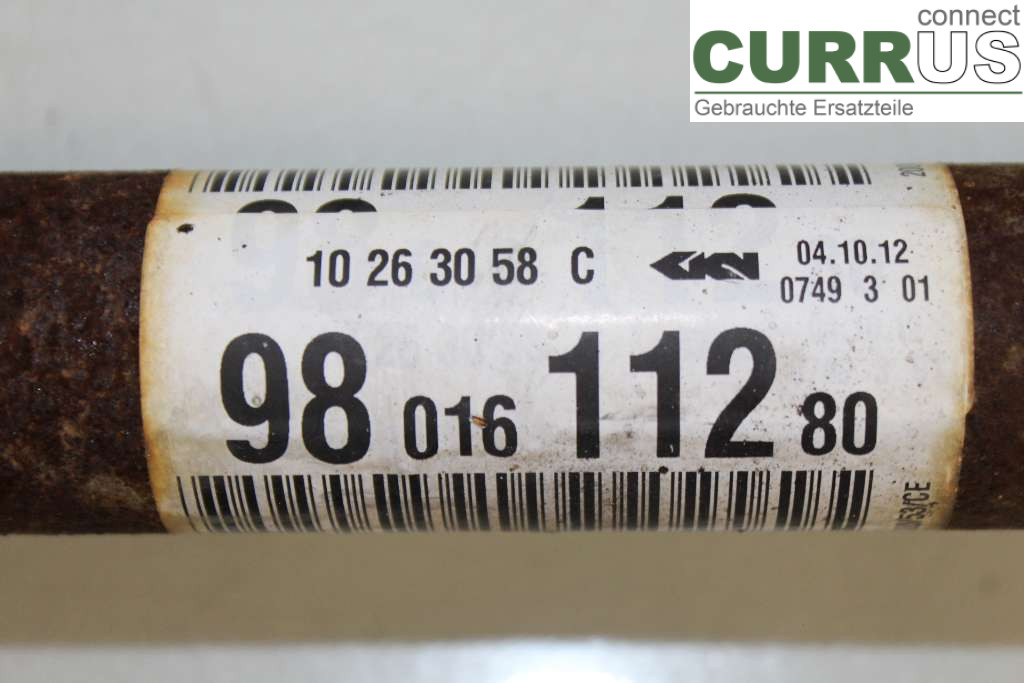 connect
CURRUS
Gebrauchte Ersatzteile
10 26 30 58 C GKN 04.10.12
0749 3 01
98 016 112 80